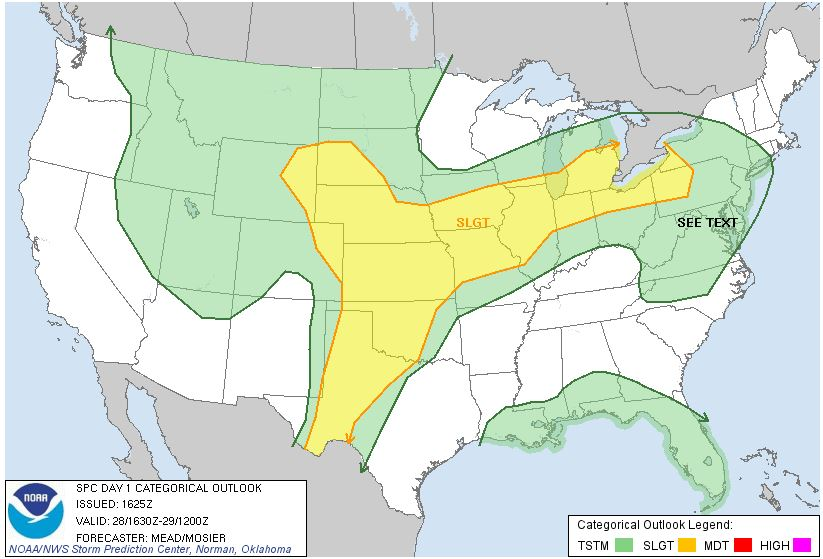 SLGT
SEE TEXT
NOAA
SPC DAY 1 CATEGORICAL OUTLOOK
ISSUED: 1625Z
VALID: 28/1630Z-29/1200Z
FORECASTER: MEAD/MOSIER
NOAA/NWS Storm Prediction Center, Norman, Oklahoma
Categorical Outlook Legend:
TSTM SLGT MDT HIGH